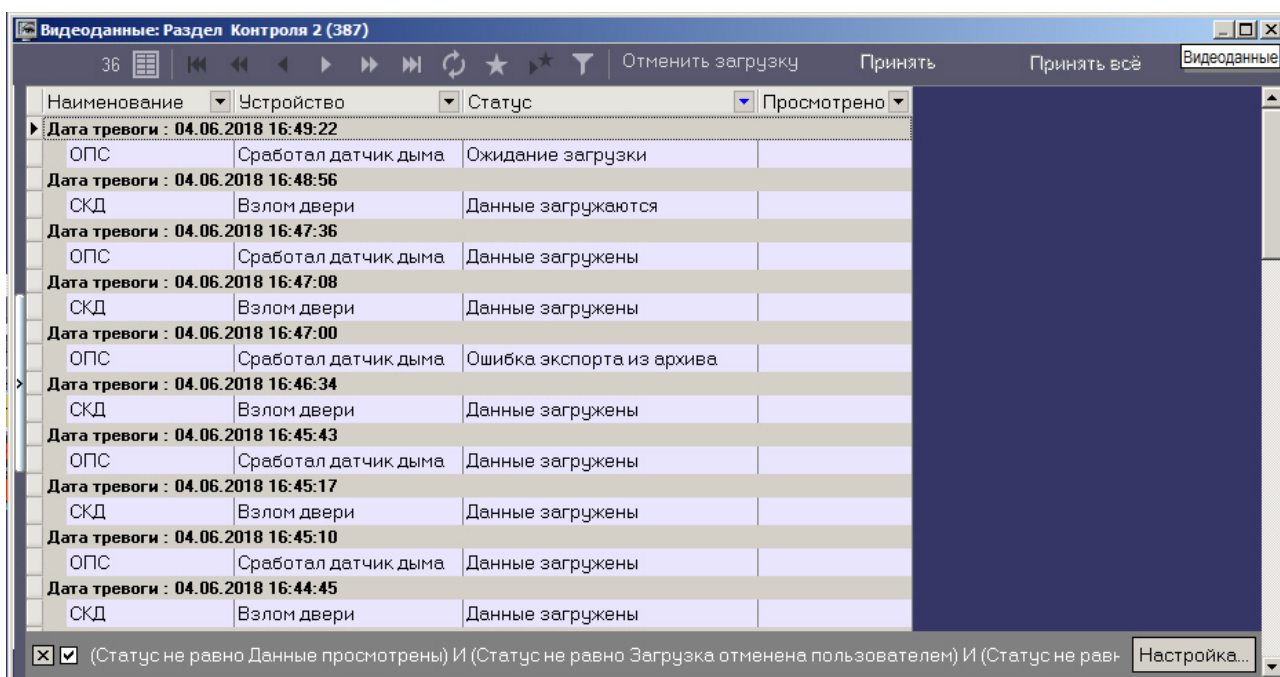 Видеоданные: Раздел Контроля 2 (387)
36 Отменить загрузку Принять Принять всё Видеоданные
Наименование Устройство Статус Просмотрено
Дата тревоги : 04.06.2018 16:49:22
ОПС Сработал датчик дыма Ожидание загрузки
Дата тревоги : 04.06.2018 16:48:56
СКД Взлом двери Данные загружаются
Дата тревоги : 04.06.2018 16:47:36
ОПС Сработал датчик дыма Данные загружены
Дата тревоги : 04.06.2018 16:47:08
СКД Взлом двери Данные загружены
Дата тревоги : 04.06.2018 16:47:00
ОПС Сработал датчик дыма Ошибка экспорта из архива
Дата тревоги : 04.06.2018 16:46:34
СКД Взлом двери Данные загружены
Дата тревоги : 04.06.2018 16:45:43
ОПС Сработал датчик дыма Данные загружены
Дата тревоги : 04.06.2018 16:45:17
СКД Взлом двери Данные загружены
Дата тревоги : 04.06.2018 16:45:10
ОПС Сработал датчик дыма Данные загружены
Дата тревоги : 04.06.2018 16:44:45
СКД Взлом двери Данные загружены
(Статус не равно Данные просмотрены) И (Статус не равно Загрузка отменена пользователем) И (Статус не Настройка...